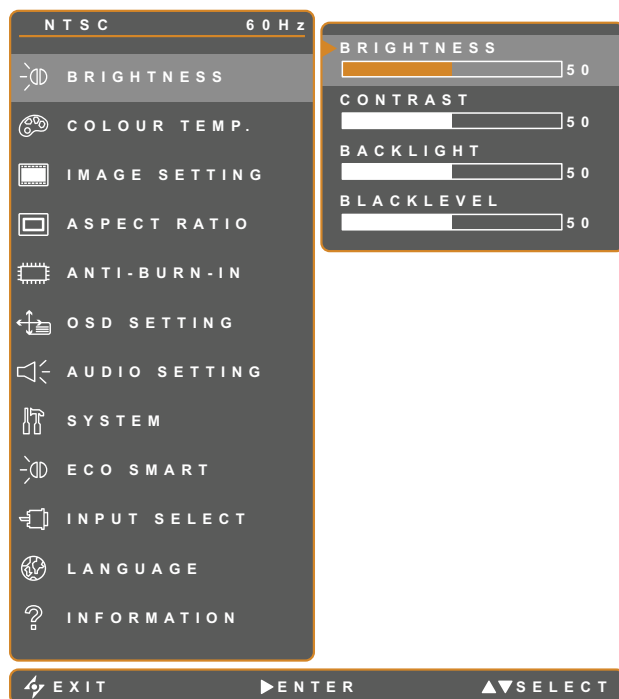 NTSC 60Hz
BRIGHTNESS
COLOUR TEMP.
IMAGE SETTING
ASPECT RATIO
ANTI-BURN-IN
OSD SETTING
AUDIO SETTING
SYSTEM
ECO SMART
INPUT SELECT
LANGUAGE
INFORMATION
BRIGHTNESS
50
CONTRAST
50
BACKLIGHT
50
BLACKLEVEL
50
EXIT ENTER SELECT